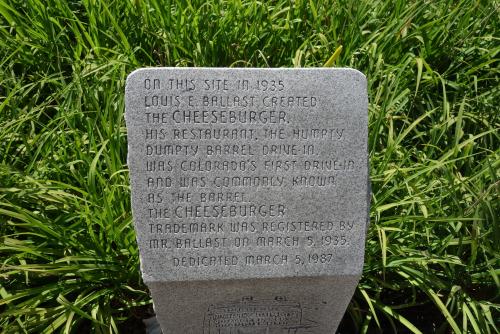 ON THIS SITE IN 1935
LOUIS E. BALLAST CREATED
THE CHEESEBURGER.
HIS RESTAURANT, THE HUMPTY
DUMPTY BARREL DRIVE-IN,
WAS COLORADO'S FIRST DRIVE-IN
AND WAS COMMONLY KNOWN
AS THE BARREL.
THE CHEESEBURGER
TRADEMARK WAS REGISTERED BY
MR. BALLAST ON MARCH 5, 1935.
DEDICATED MARCH 5, 1987